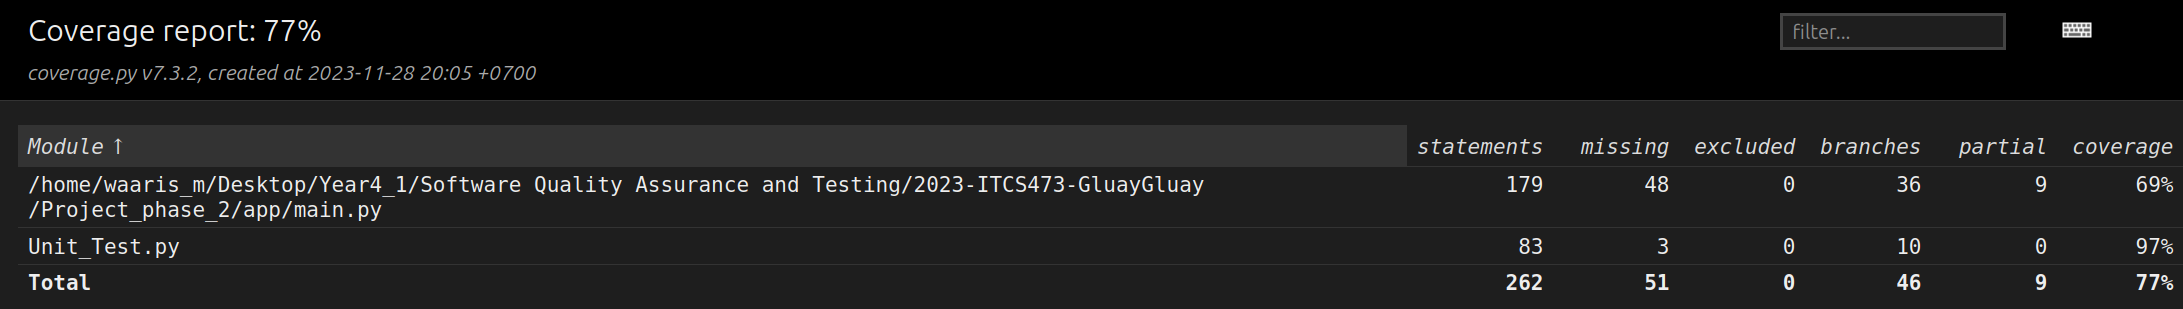 Coverage report: 77%
filter...
coverage.py v7.3.2, created at 2023-11-28 20:05 +0700
Module ↑ statements missing excluded branches partial coverage
/home/waaris_m/Desktop/Year4_1/Software Quality Assurance and Testing/2023-ITCS473-GluayGluay 179 48 0 36 9 69%
/Project_phase_2/app/main.py
Unit_Test.py 83 3 0 10 0 97%
Total 262 51 0 46 9 77%